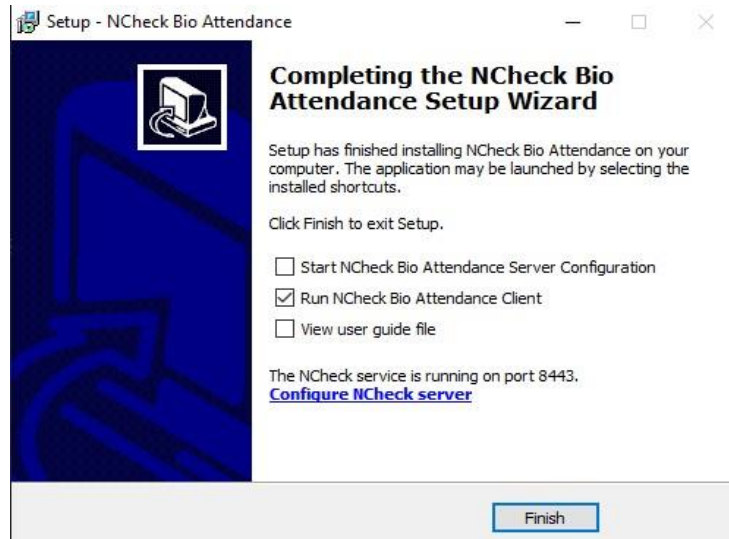 Setup - NCheck Bio Attendance
Completing the NCheck Bio
Attendance Setup Wizard
Setup has finished installing NCheck Bio Attendance on your
computer. The application may be launched by selecting the
installed shortcuts.
Click Finish to exit Setup.
Start NCheck Bio Attendance Server Configuration
Run NCheck Bio Attendance Client
View user guide file
The NCheck service is running on port 8443.
Configure NCheck server
Finish